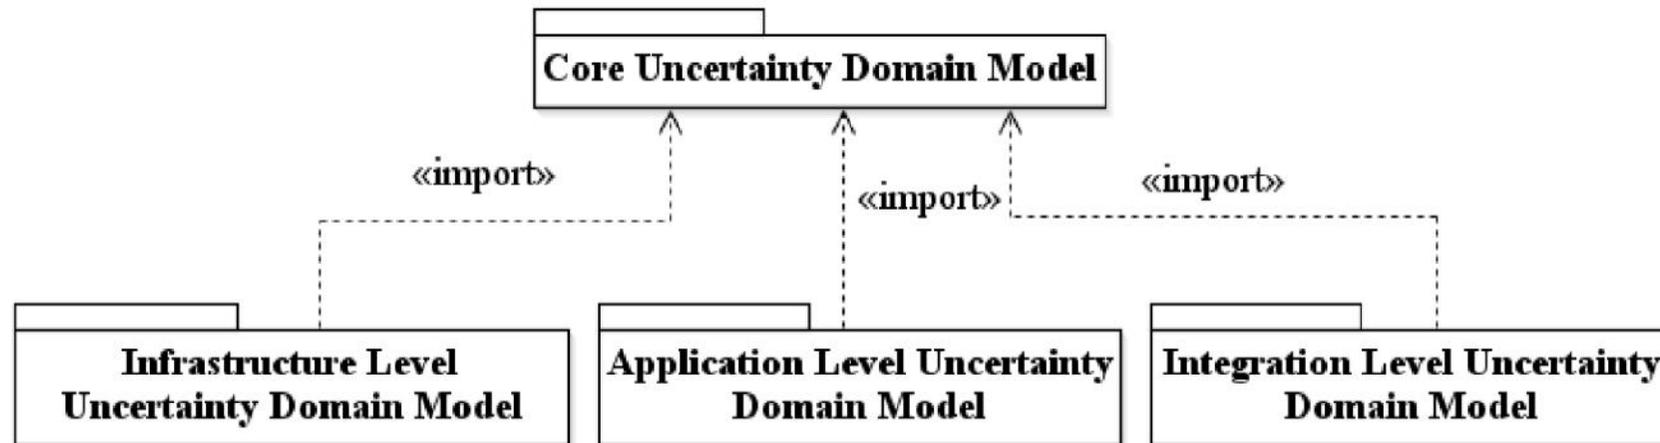 Core Uncertainty Domain Model
«import»
«import»
«import»
Infrastructure Level
Uncertainty Domain Model
Application Level Uncertainty
Domain Model
Integration Level Uncertainty
Domain Model